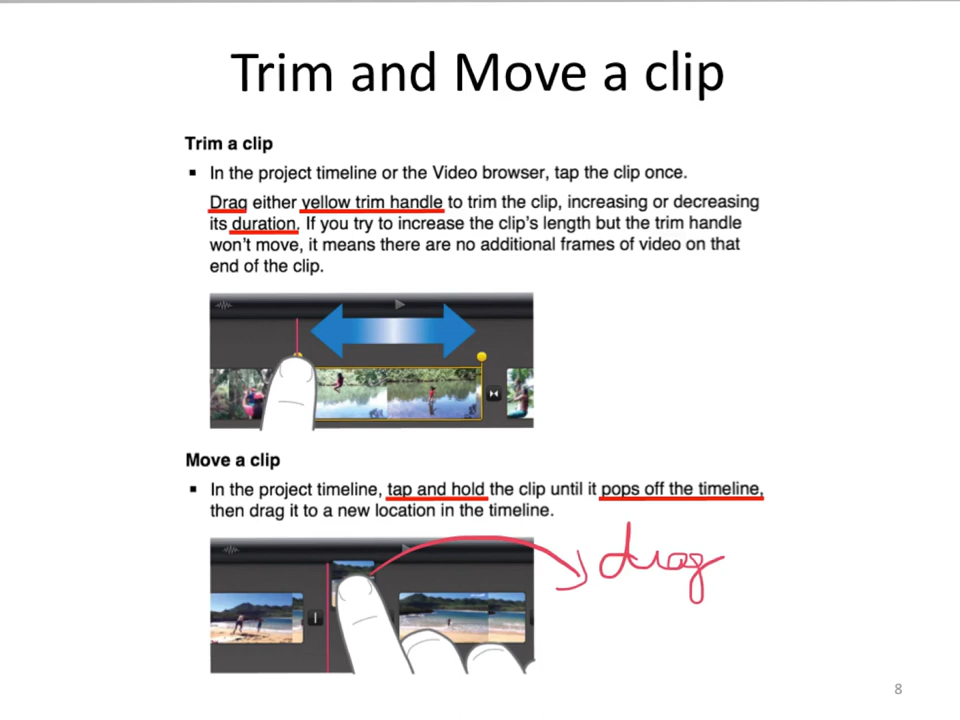 Trim and Move a clip
Trim a clip
▪ In the project timeline or the Video browser, tap the clip once.
Drag either yellow trim handle to trim the clip, increasing or decreasing
its duration. If you try to increase the clip's length but the trim handle
won't move, it means there are no additional frames of video on that
end of the clip.
Move a clip
▪ In the project timeline, tap and hold the clip until it pops off the timeline,
then drag it to a new location in the timeline.
drag
8